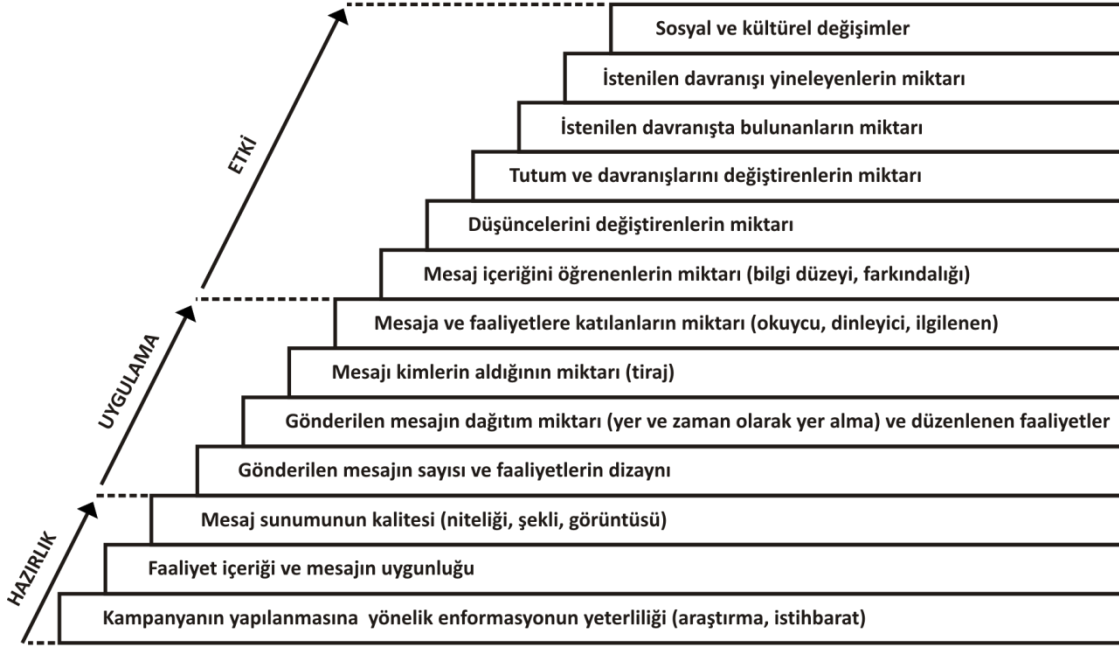 Sosyal ve kültürel değişimler
İstenilen davranışı yineleyenlerin miktarı
İstenilen davranışta bulunanların miktarı
ETKİ
Tutum ve davranışlarını değiştirenlerin miktarı
Düşüncelerini değiştirenlerin miktarı
Mesaj içeriğini öğrenenlerin miktarı (bilgi düzeyi, farkındalığı)
Mesaja ve faaliyetlere katılanların miktarı (okuycu, dinleyici, ilgilenen)
UYGULAMA
Mesajı kimlerin aldığının miktarı (tiraj)
Gönderilen mesajın dağıtım miktarı (yer ve zaman olarak yer alma) ve düzenlenen faaliyetler
Gönderilen mesajın sayısı ve faaliyetlerin dizaynı
Mesaj sunumunun kalitesi (niteliği, şekli, görüntüsü)
HAZIRLIK
Faaliyet içeriği ve mesajın uygunluğu
Kampanyanın yapılanmasına yönelik enformasyonun yeterliliği (araştırma, istihbarat)